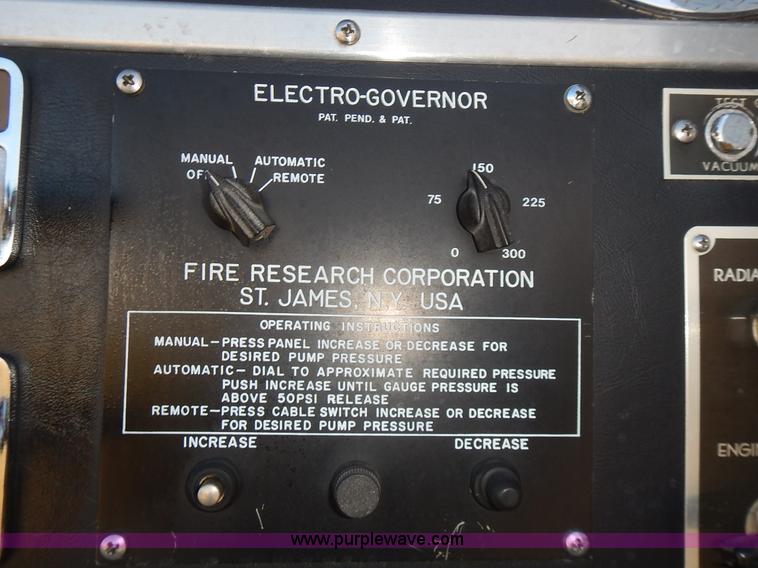 ELECTRO-GOVERNOR
PAT. PEND. & PAT.
MANUAL AUTOMATIC
OFF REMOTE
150
75 225
0 300
TEST
VACUUM
FIRE RESEARCH CORPORATION
ST. JAMES, N.Y. USA
OPERATING INSTRUCTIONS
MANUAL—PRESS PANEL INCREASE OR DECREASE FOR
DESIRED PUMP PRESSURE
AUTOMATIC—DIAL TO APPROXIMATE REQUIRED PRESSURE
PUSH INCREASE UNTIL GAUGE PRESSURE IS
ABOVE 50PSI RELEASE
REMOTE—PRESS CABLE SWITCH INCREASE OR DECREASE
FOR DESIRED PUMP PRESSURE
INCREASE DECREASE
RADIA
ENGIN
www.purplewave.com